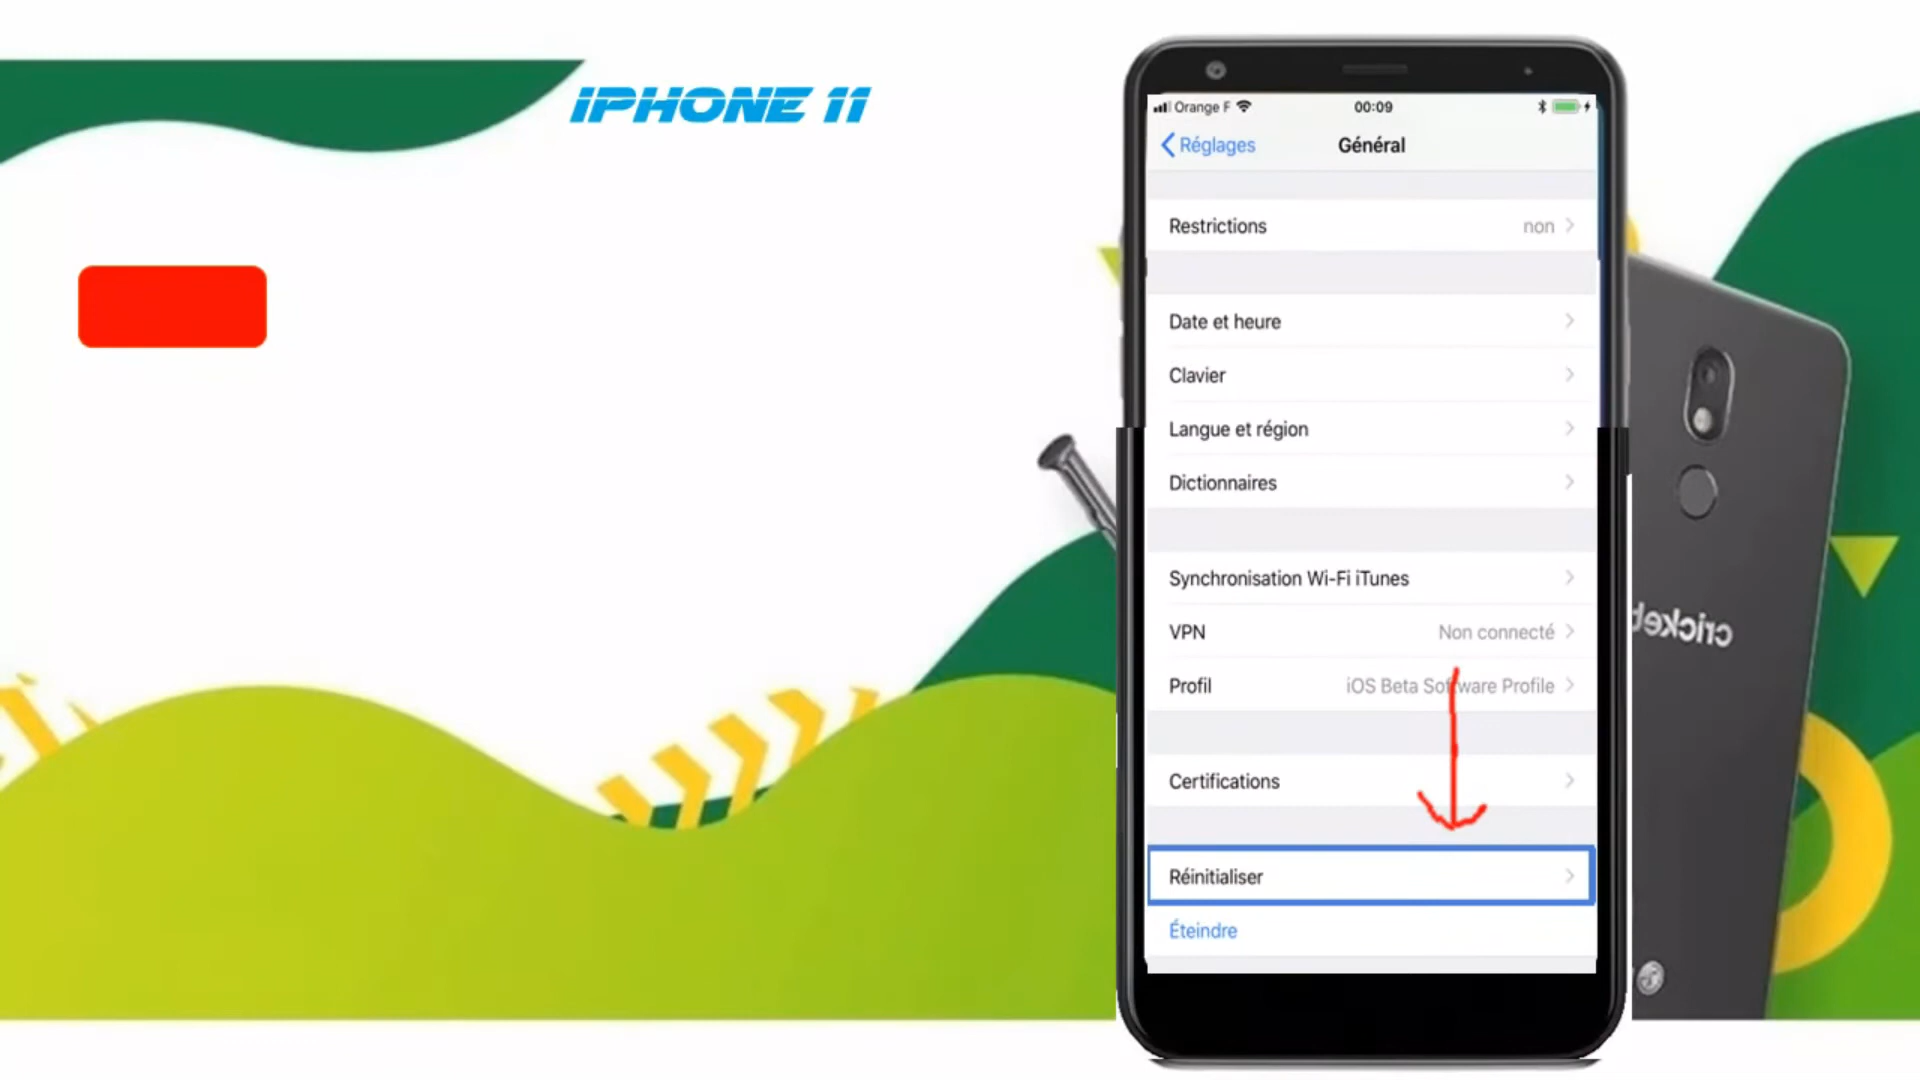 IPHONE 11
Orange F 00:09
Réglages Général
Restrictions non
Date et heure
Clavier
Langue et région
Dictionnaires
Synchronisation Wi-Fi iTunes
VPN Non connecté
Profil iOS Beta Software Profile
Certifications
Réinitialiser
Éteindre
cricket